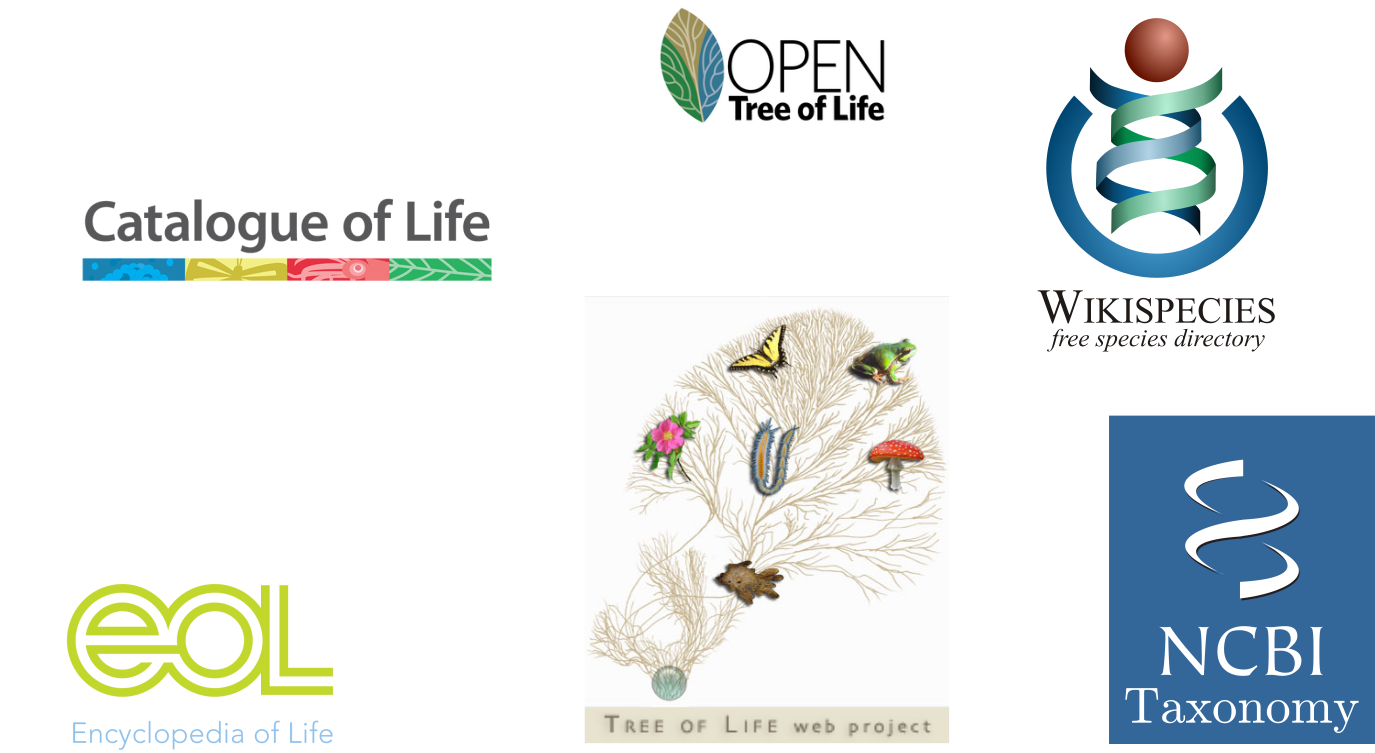 OPEN
Tree of Life
Catalogue of Life
WIKISPECIES
free species directory
eOL
Encyclopedia of Life
TREE OF LIFE web project
NCBI
Taxonomy